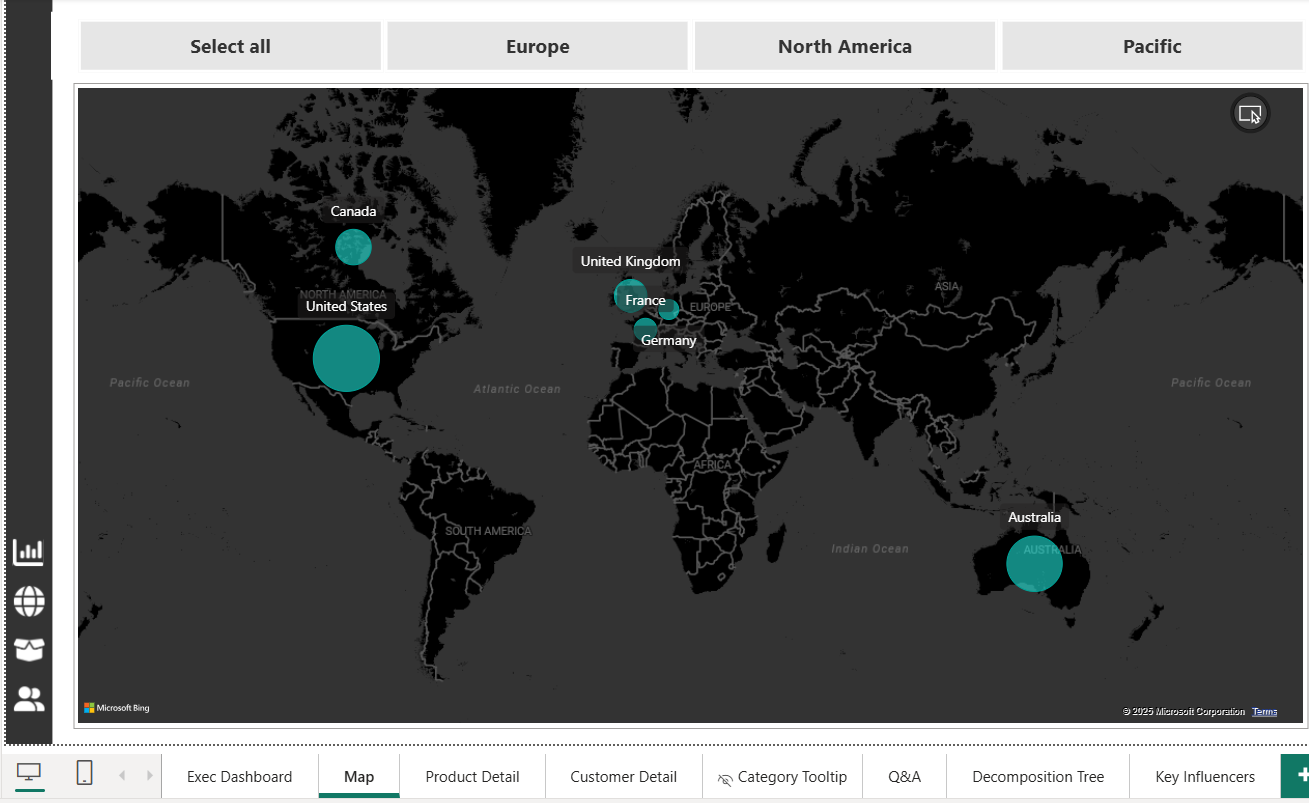 Select all
Europe
North America
Pacific
Canada
NORTH AMERICA
United States
United Kingdom
France
EUROPE
Germany
ASIA
Pacific Ocean
Atlantic Ocean
Pacific Ocean
AFRICA
SOUTH AMERICA
Indian Ocean
Australia
AUSTRALIA
Microsoft Bing
© 2025 Microsoft Corporation Terms
Exec Dashboard
Map
Product Detail
Customer Detail
Category Tooltip
Q&A
Decomposition Tree
Key Influencers
+